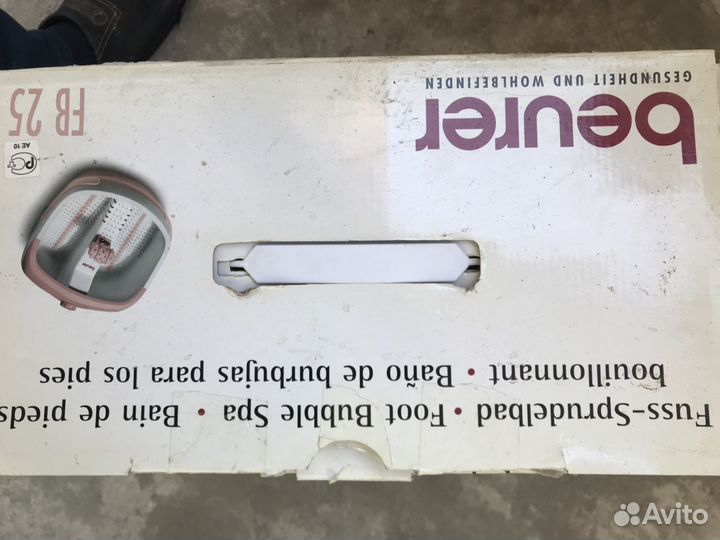 Fuss-Sprudelbad • Foot Bubble Spa • Bain de pieds
bouillonnant • Baño de burbujas para los pies
beurer
beurer
GESUNDHEIT UND WOHLBEFINDEN
FB 25
AE 10
Avito